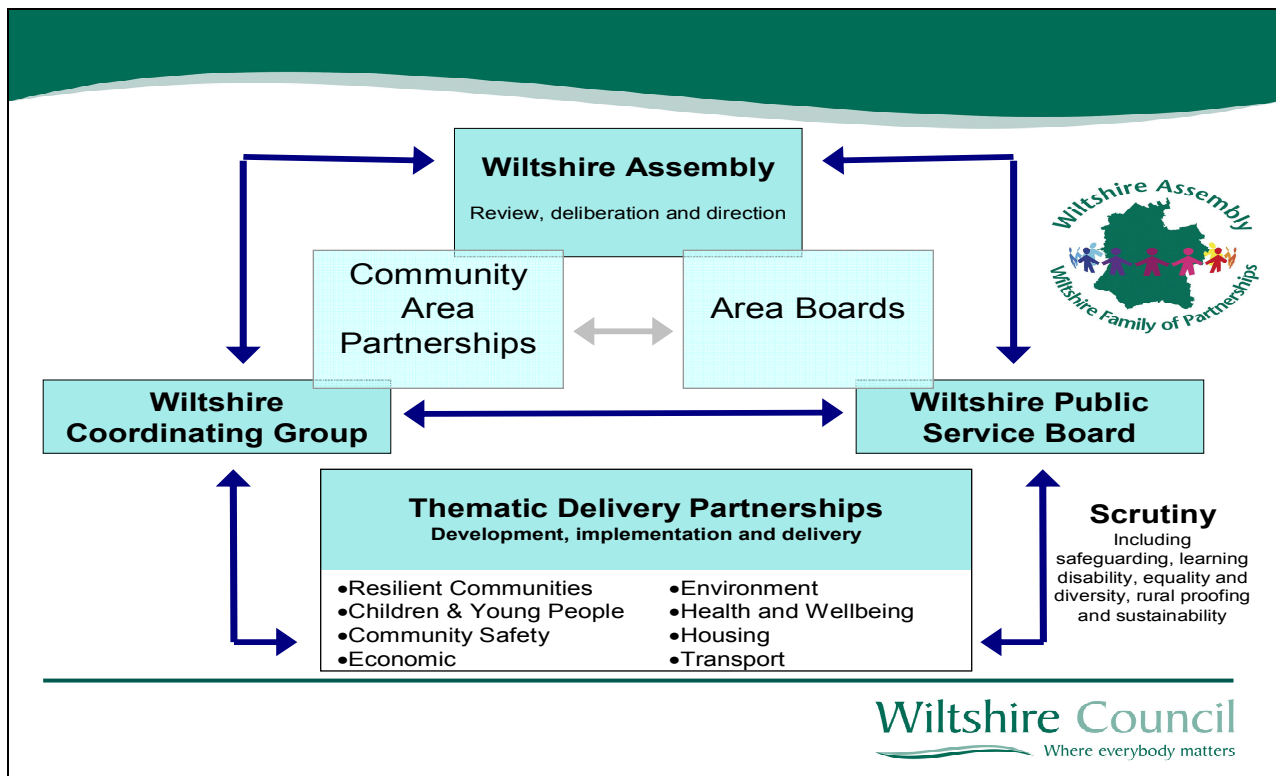 Wiltshire Assembly
Review, deliberation and direction
Wiltshire Assembly
Wiltshire Family of Partnerships
Community
Area
Partnerships
Area Boards
Wiltshire
Coordinating Group
Wiltshire Public
Service Board
Thematic Delivery Partnerships
Development, implementation and delivery
•Resilient Communities
•Children & Young People
•Community Safety
•Economic
•Environment
•Health and Wellbeing
•Housing
•Transport
Scrutiny
Including
safeguarding, learning
disability, equality and
diversity, rural proofing
and sustainability
Wiltshire Council
Where everybody matters